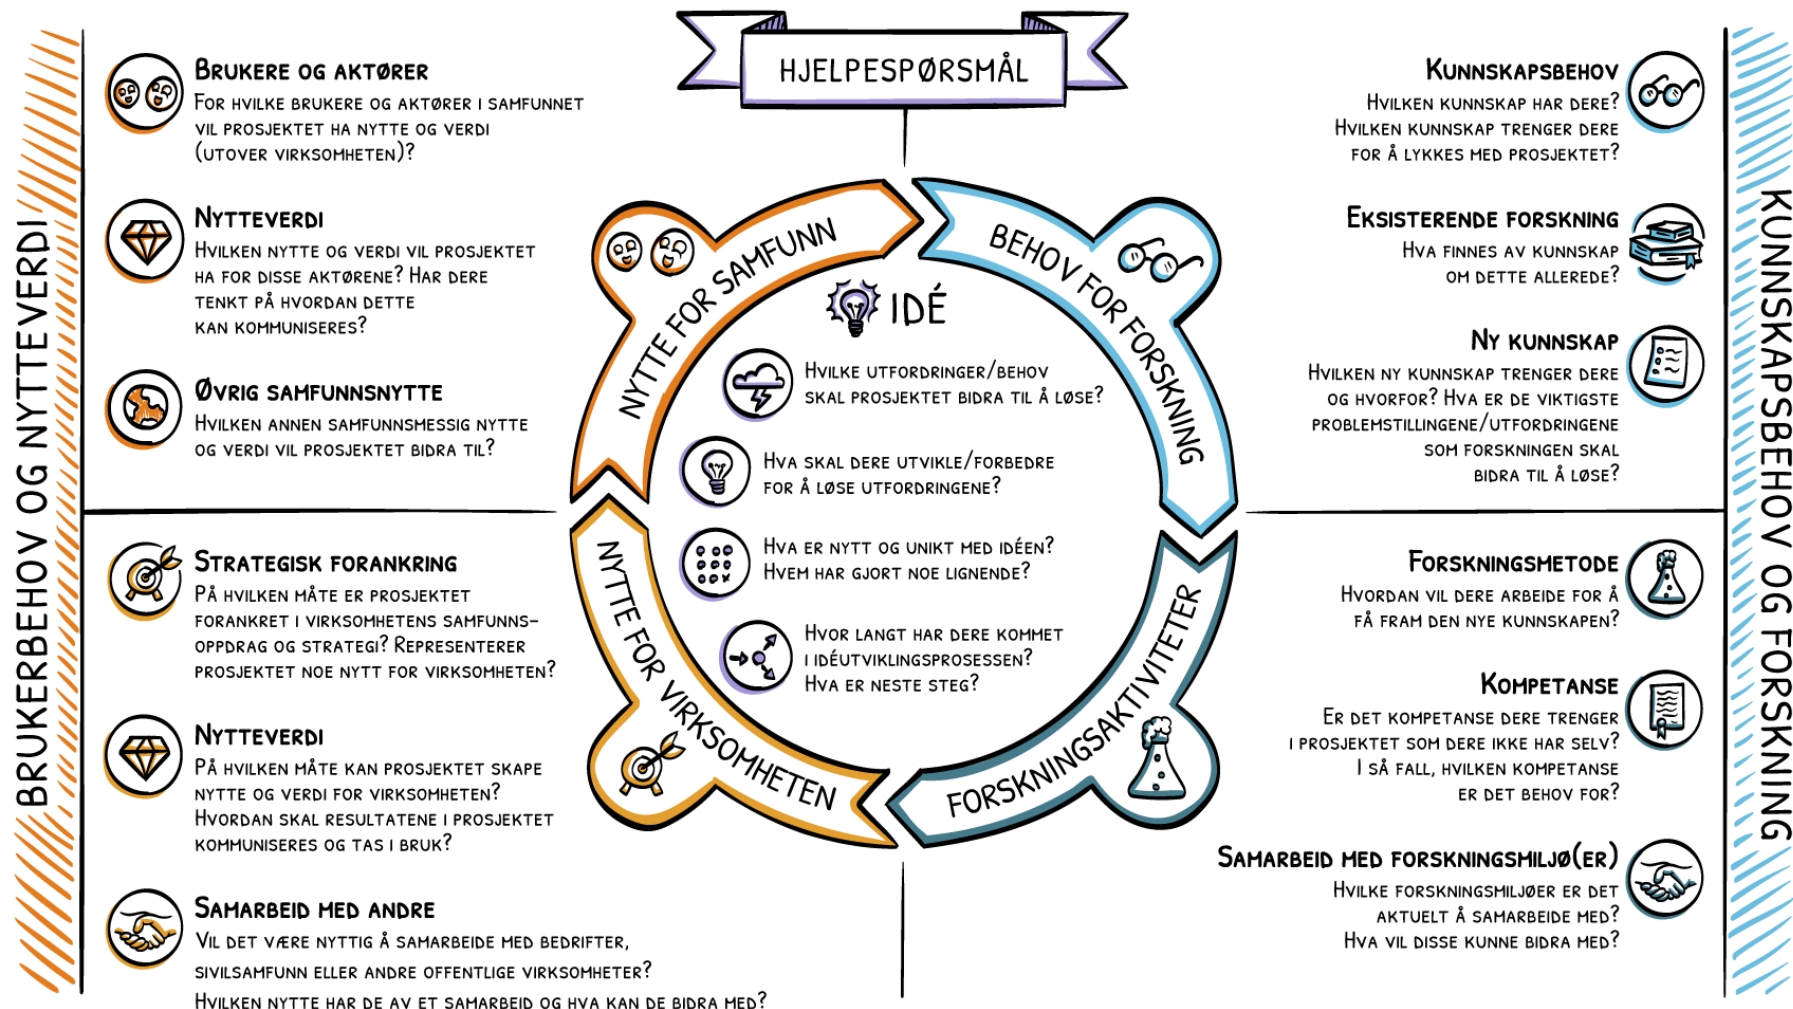 HJELPESPØRSMÅL
BRUKERBEHOV OG NYTTEVERDI
BRUKERE OG AKTØRER
FOR HVILKE BRUKERE OG AKTØRER I SAMFUNNET
VIL PROSJEKTET HA NYTTE OG VERDI
(UTOVER VIRKSOMHETEN)?
NYTTEVERDI
HVILKEN NYTTE OG VERDI VIL PROSJEKTET
HA FOR DISSE AKTØRENE? HAR DERE
TENKT PÅ HVORDAN DETTE
KAN KOMMUNISERES?
ØVRIG SAMFUNNSNYTTE
HVILKEN ANNEN SAMFUNNSMESSIG NYTTE
OG VERDI VIL PROSJEKTET BIDRA TIL?
STRATEGISK FORANKRING
PÅ HVILKEN MÅTE ER PROSJEKTET
FORANKRET I VIRKSOMHETENS SAMFUNNS-
OPPDRAG OG STRATEGI? REPRESENTERER
PROSJEKTET NOE NYTT FOR VIRKSOMHETEN?
NYTTEVERDI
PÅ HVILKEN MÅTE KAN PROSJEKTET SKAPE
NYTTE OG VERDI FOR VIRKSOMHETEN?
HVORDAN SKAL RESULTATENE I PROSJEKTET
KOMMUNISERES OG TAS I BRUK?
SAMARBEID MED ANDRE
VIL DET VÆRE NYTTIG Å SAMARBEIDE MED BEDRIFTER,
SIVILSAMFUNN ELLER ANDRE OFFENTLIGE VIRKSOMHETER?
HVILKEN NYTTE HAR DE AV ET SAMARBEID OG HVA KAN DE BIDRA MED?
NYTTE FOR SAMFUNN
BEHOV FOR FORSKNING
NYTTE FOR VIRKSOMHETEN
FORSKNINGSAKTIVITETER
IDÉ
HVILKE UTFORDRINGER/BEHOV
SKAL PROSJEKTET BIDRA TIL Å LØSE?
HVA SKAL DERE UTVIKLE/FORBEDRE
FOR Å LØSE UTFORDRINGENE?
HVA ER NYTT OG UNIKT MED IDÉEN?
HVEM HAR GJORT NOE LIGNENDE?
HVOR LANGT HAR DERE KOMMET
I IDÉUTVIKLINGSPROSESSEN?
HVA ER NESTE STEG?
KUNNSKAPSBEHOV
HVILKEN KUNNSKAP HAR DERE?
HVILKEN KUNNSKAP TRENGER DERE
FOR Å LYKKES MED PROSJEKTET?
EKSISTERENDE FORSKNING
HVA FINNES AV KUNNSKAP
OM DETTE ALLEREDE?
NY KUNNSKAP
HVILKEN NY KUNNSKAP TRENGER DERE
OG HVORFOR? HVA ER DE VIKTIGSTE
PROBLEMSTILLINGENE/UTFORDRINGENE
SOM FORSKNINGEN SKAL
BIDRA TIL Å LØSE?
FORSKNINGSMETODE
HVORDAN VIL DERE ARBEIDE FOR Å
FÅ FRAM DEN NYE KUNNSKAPEN?
KOMPETANSE
ER DET KOMPETANSE DERE TRENGER
I PROSJEKTET SOM DERE IKKE HAR SELV?
I SÅ FALL, HVILKEN KOMPETANSE
ER DET BEHOV FOR?
SAMARBEID MED FORSKNINGSMILJØ(ER)
HVILKE FORSKNINGSMILJØER ER DET
AKTUELT Å SAMARBEIDE MED?
HVA VIL DISSE KUNNE BIDRA MED?
KUNNSKAPSBEHOV OG FORSKNING